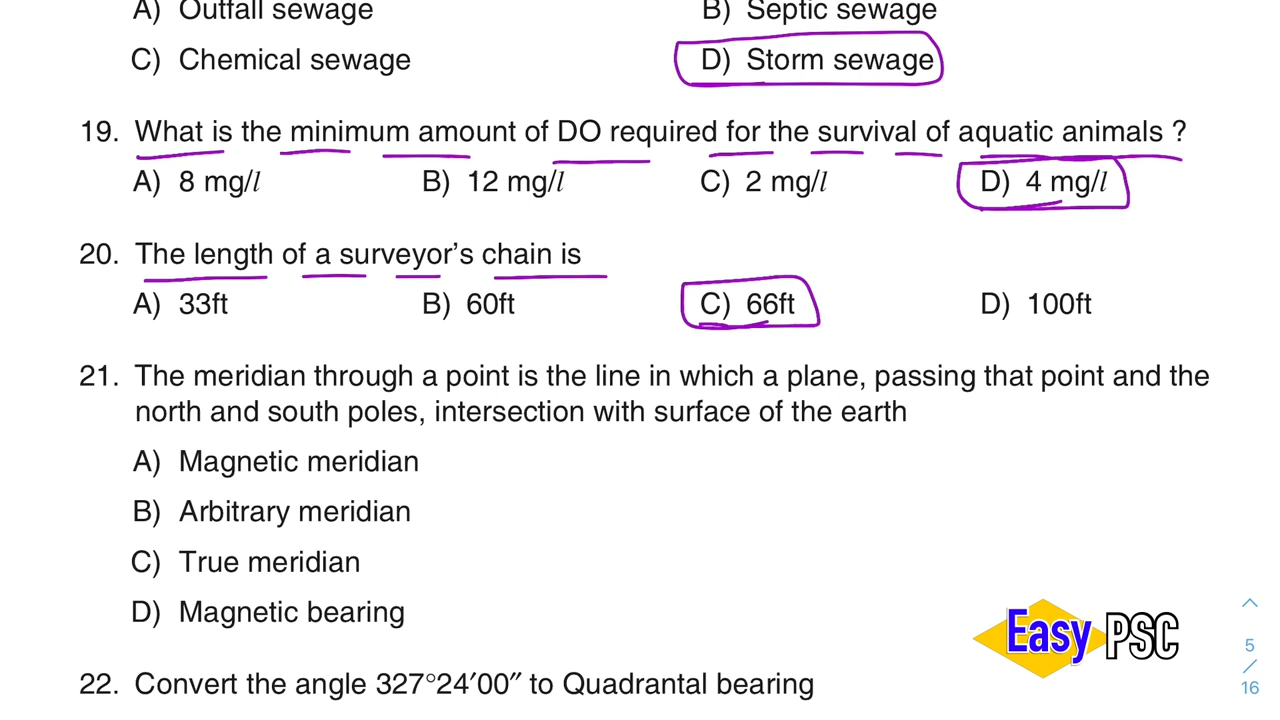 A) Outfall sewage B) Septic sewage
C) Chemical sewage D) Storm sewage
19. What is the minimum amount of DO required for the survival of aquatic animals ?
A) 8 mg/l B) 12 mg/l C) 2 mg/l D) 4 mg/l
20. The length of a surveyor's chain is
A) 33ft B) 60ft C) 66ft D) 100ft
21. The meridian through a point is the line in which a plane, passing that point and the
north and south poles, intersection with surface of the earth
A) Magnetic meridian
B) Arbitrary meridian
C) True meridian
D) Magnetic bearing
Easy PSC
5
/
16
22. Convert the angle 327°24′00″ to Quadrantal bearing